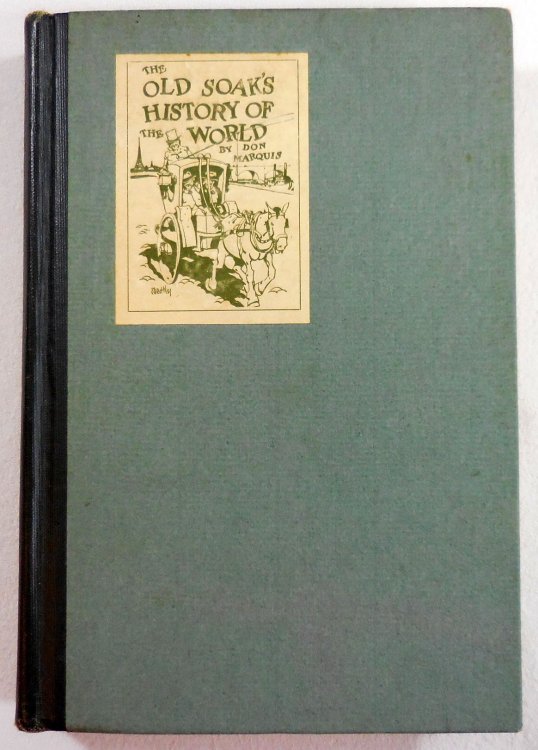 THE
OLD SOAK'S
HISTORY OF
THE WORLD
BY DON
MARQUIS